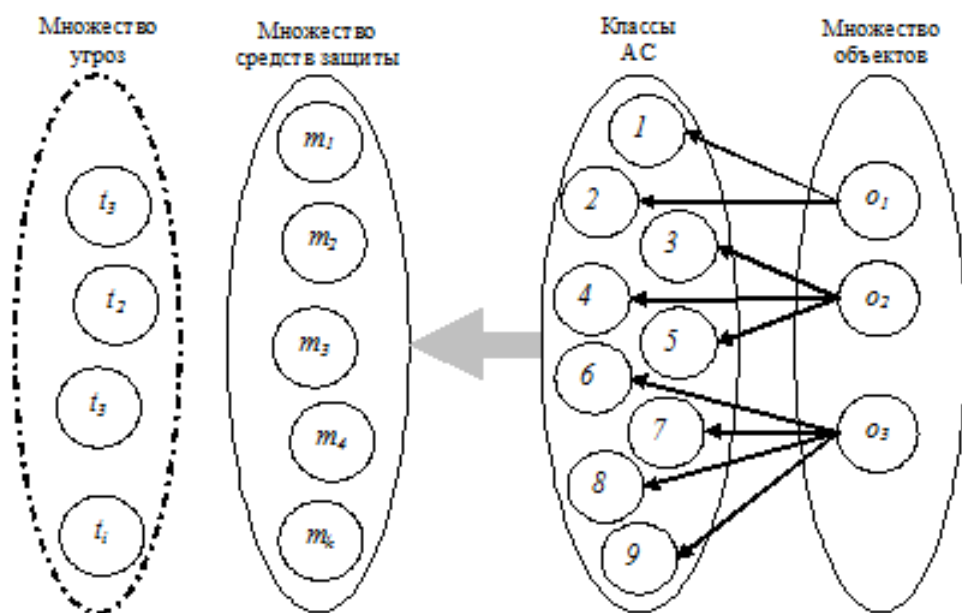 Множество
угроз
Множество
средств защиты
Классы
АС
Множество
объектов
t₃
t₂
t₃
tᵢ
m₁
m₂
m₃
m₄
mₖ
1
2
3
4
5
6
7
8
9
o₁
o₂
o₃